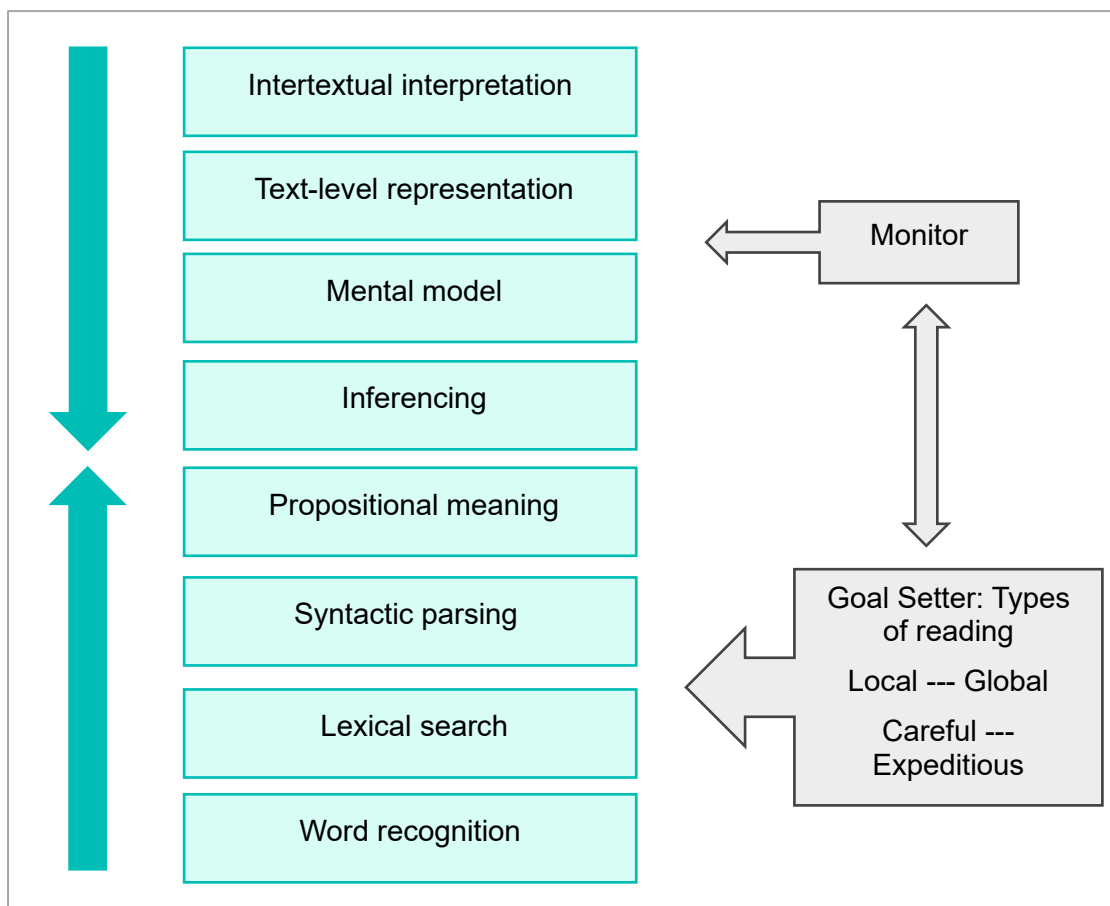 Intertextual interpretation
Text-level representation
Mental model
Inferencing
Propositional meaning
Syntactic parsing
Lexical search
Word recognition
Monitor
Goal Setter: Types
of reading
Local --- Global
Careful ---
Expeditious